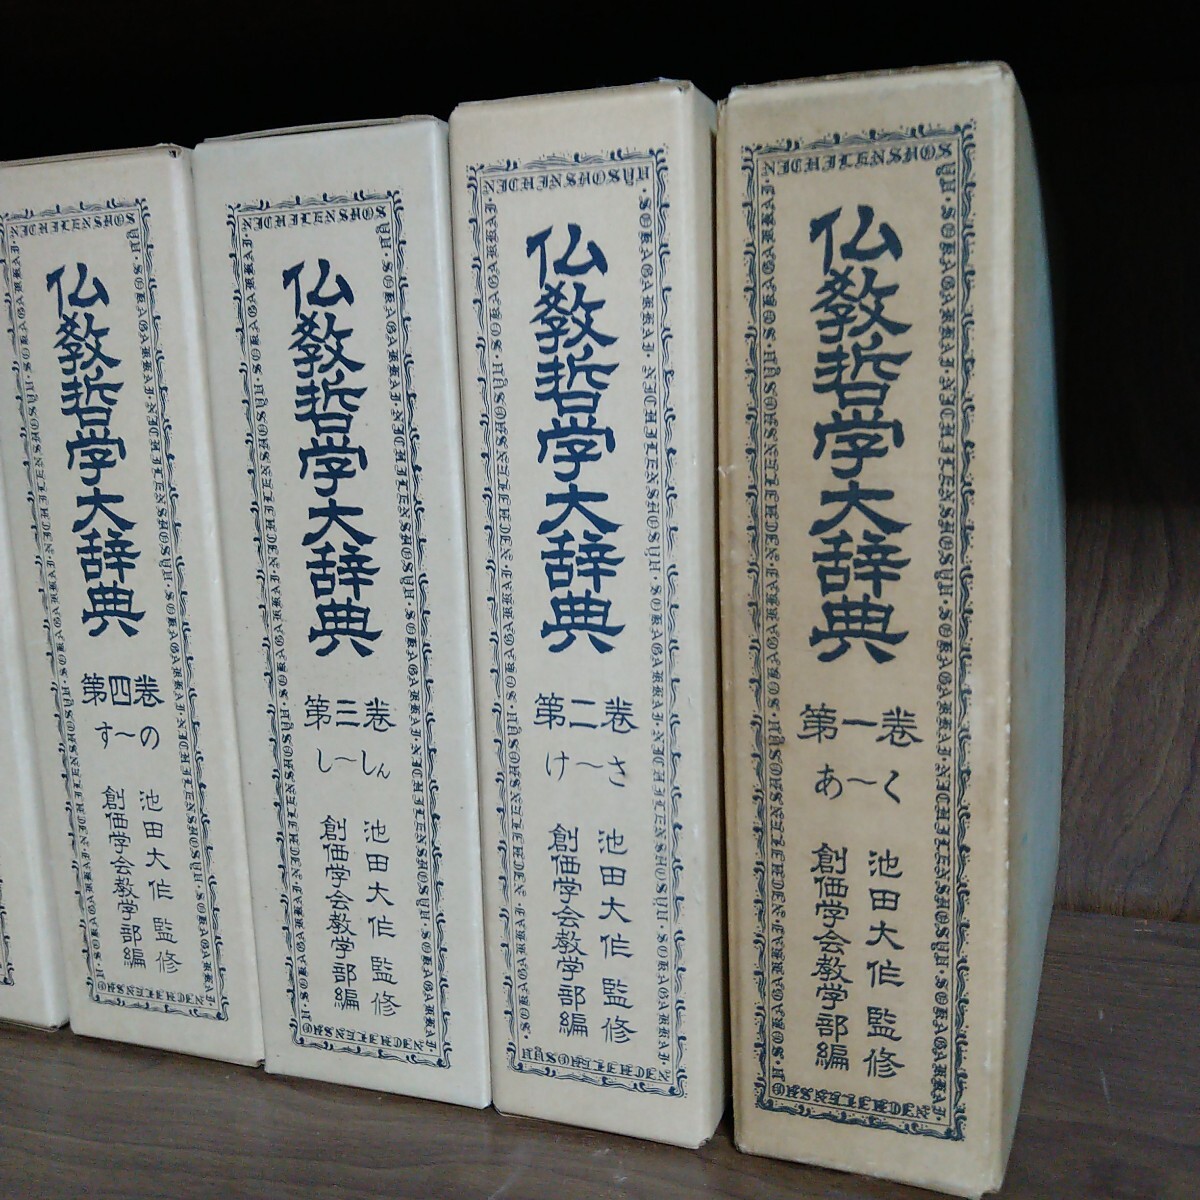 仏教哲学大辞典
第一巻
あ〜く
池田大作監修
創価学会教学部編
仏教哲学大辞典
第二巻
け〜さ
池田大作監修
創価学会教学部編
仏教哲学大辞典
第三巻
し〜しん
池田大作監修
創価学会教学部編
仏教哲学大辞典
第四巻
す〜の
池田大作監修
創価学会教学部編